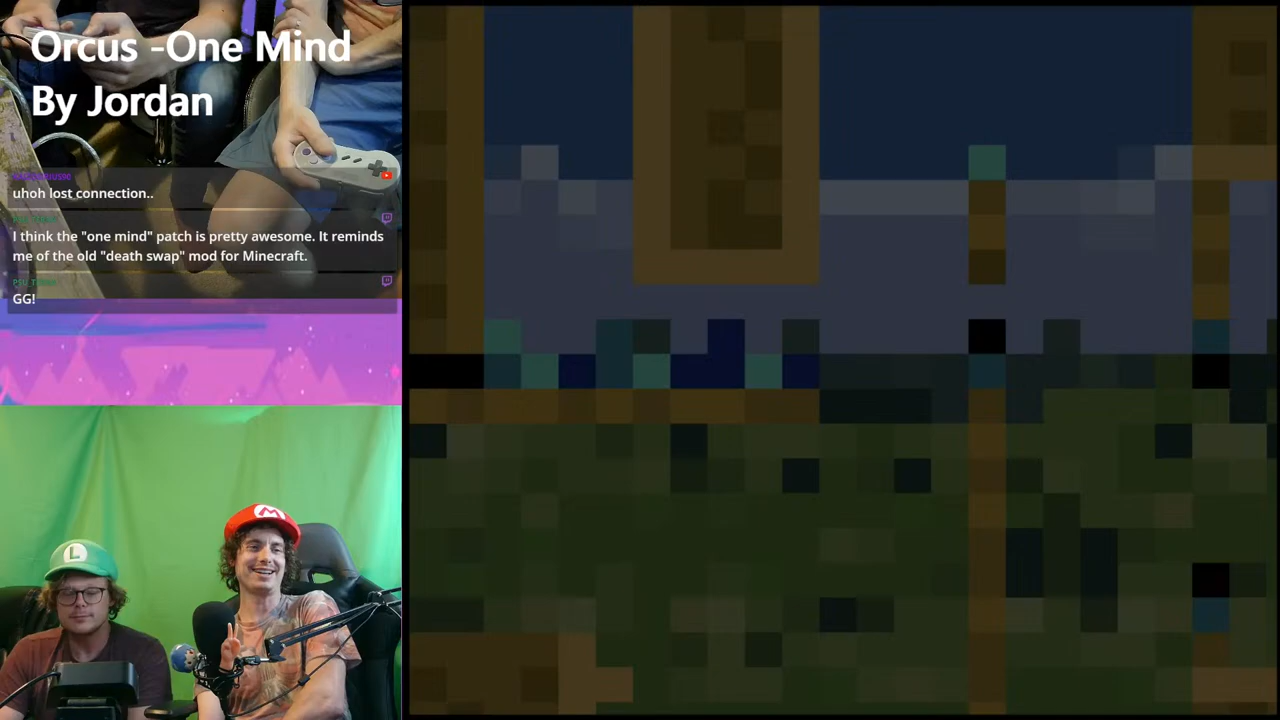 Orcus -One Mind
By Jordan
uhoh lost connection..
I think the "one mind" patch is pretty awesome. It reminds
me of the old "death swap" mod for Minecraft.
GG!
L
M